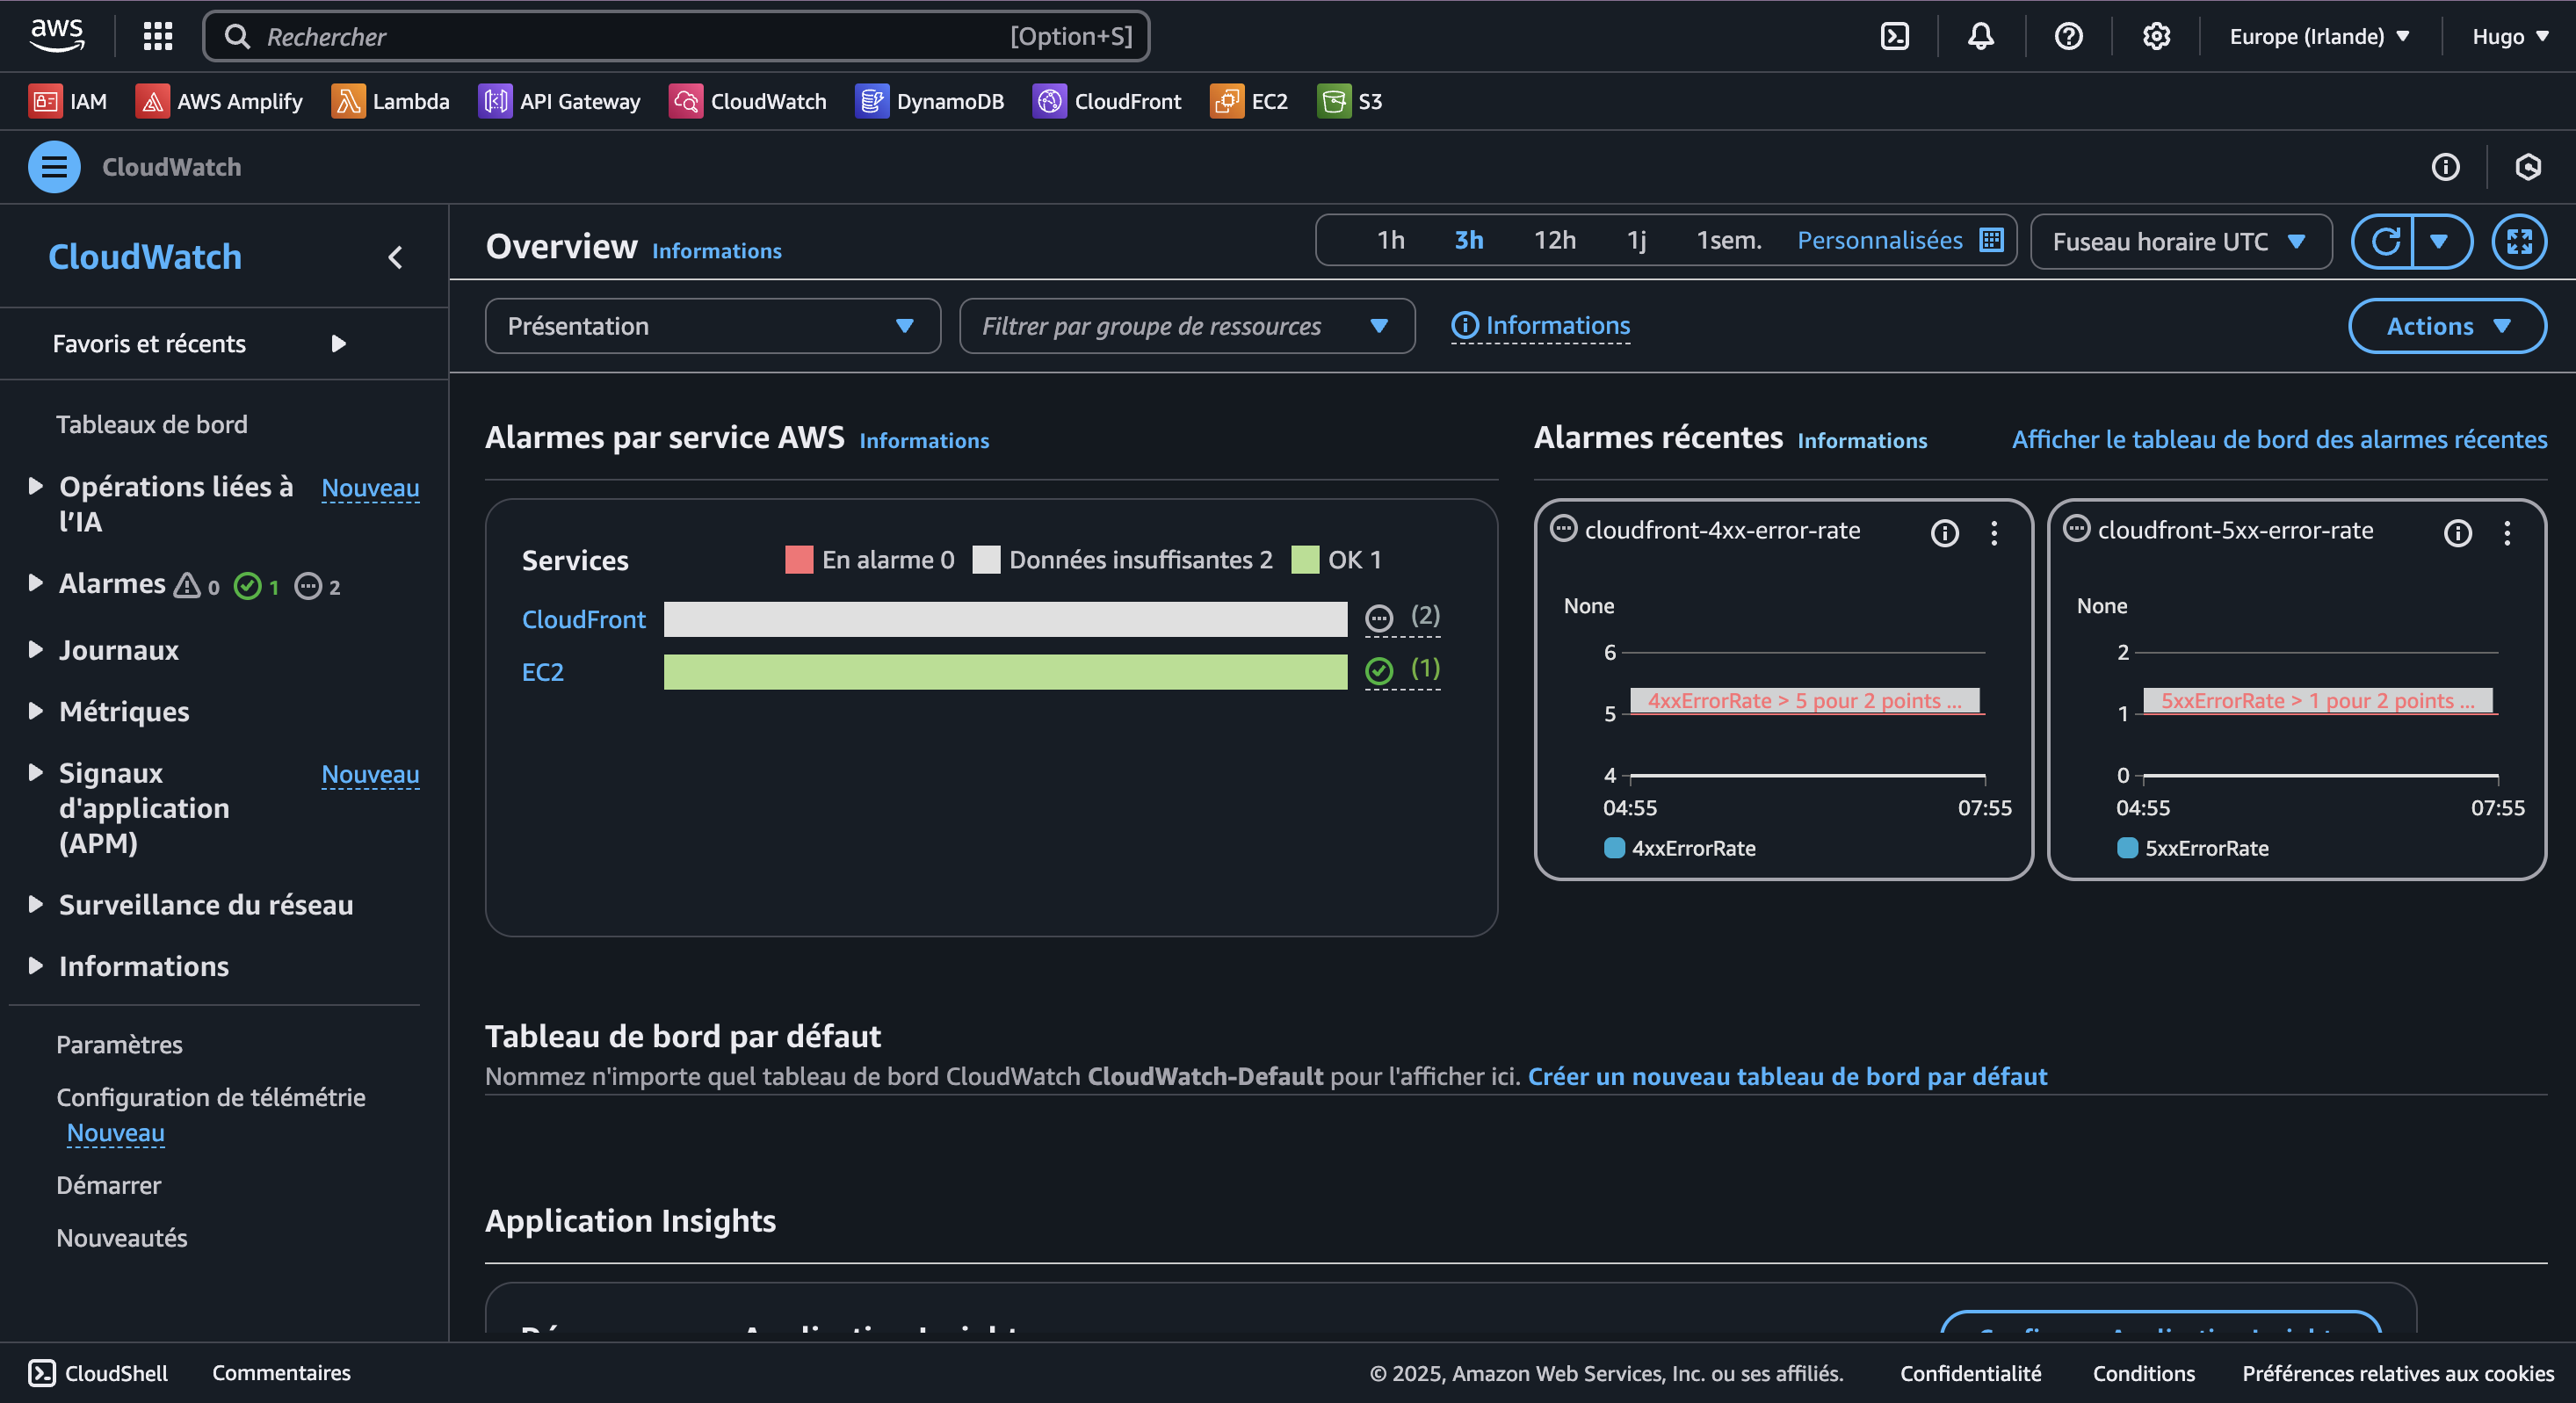 aws
Rechercher
[Option+S]
Europe (Irlande)
Hugo
IAM
AWS Amplify
Lambda
API Gateway
CloudWatch
DynamoDB
CloudFront
EC2
S3
CloudWatch
CloudWatch
Favoris et récents
Tableaux de bord
Opérations liées à
l'IA
Nouveau
Alarmes 0 1 2
Journaux
Métriques
Signaux
d'application
(APM)
Nouveau
Surveillance du réseau
Informations
Paramètres
Configuration de télémétrie
Nouveau
Démarrer
Nouveautés
Overview Informations
1h 3h 12h 1j 1sem. Personnalisées
Fuseau horaire UTC
Présentation
Filtrer par groupe de ressources
Informations
Actions
Alarmes par service AWS Informations
Services
En alarme 0 Données insuffisantes 2 OK 1
CloudFront (2)
EC2 (1)
Alarmes récentes Informations
Afficher le tableau de bord des alarmes récentes
cloudfront-4xx-error-rate
None
6
4xxErrorRate > 5 pour 2 points ...
5
4
04:55 07:55
4xxErrorRate
cloudfront-5xx-error-rate
None
2
5xxErrorRate > 1 pour 2 points ...
1
0
04:55 07:55
5xxErrorRate
Tableau de bord par défaut
Nommez n'importe quel tableau de bord CloudWatch CloudWatch-Default pour l'afficher ici. Créer un nouveau tableau de bord par défaut
Application Insights
CloudShell
Commentaires
© 2025, Amazon Web Services, Inc. ou ses affiliés.
Confidentialité
Conditions
Préférences relatives aux cookies